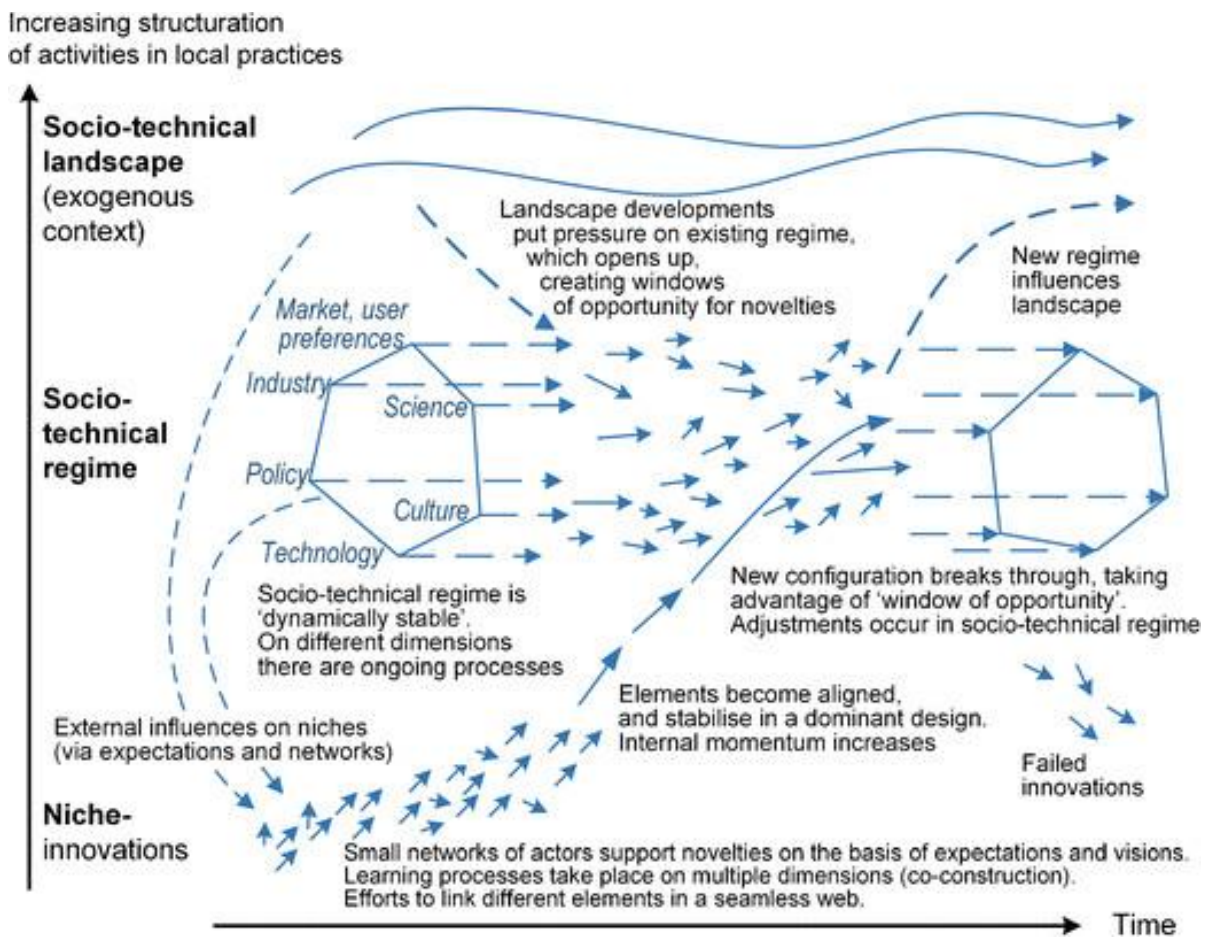 Increasing structuration
of activities in local practices
Socio-technical
landscape
(exogenous
context)
Landscape developments
put pressure on existing regime,
which opens up,
creating windows
of opportunity for novelties
New regime
influences
landscape
Market, user
preferences
Industry
Science
Socio-
technical
regime
Policy
Culture
Technology
Socio-technical regime is
‘dynamically stable’.
On different dimensions
there are ongoing processes
New configuration breaks through, taking
advantage of ‘window of opportunity’.
Adjustments occur in socio-technical regime
Elements become aligned,
and stabilise in a dominant design.
Internal momentum increases
External influences on niches
(via expectations and networks)
Failed
innovations
Niche-
innovations
Small networks of actors support novelties on the basis of expectations and visions.
Learning processes take place on multiple dimensions (co-construction).
Efforts to link different elements in a seamless web.
Time